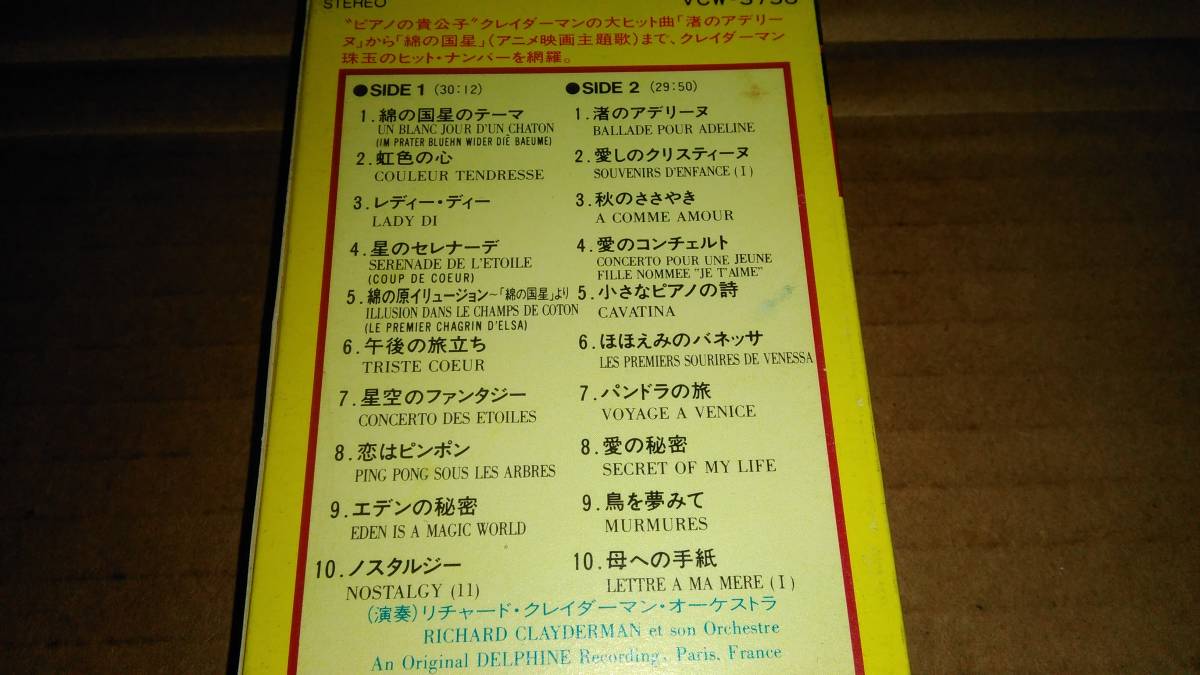 STEREO
"ピアノの貴公子"クレイダーマンの大ヒット曲「渚のアデリー
ヌ」から「綿の国星」(アニメ映画主題歌)まで、クレイダーマン
珠玉のヒット・ナンバーを網羅。
●SIDE 1 (30:12)
1.綿の国星のテーマ
UN BLANC JOUR D'UN CHATON
(IM PRATER BLUEHN WIDER DIE BAEUME)
2.虹色の心
COULEUR TENDRESSE
3.レディー・ディー
LADY DI
4.星のセレナーデ
SERENADE DE L'ETOILE
(COUP DE COEUR)
5.綿の原イリュージョン~「綿の国星」より
ILLUSION DANS LE CHAMPS DE COTON
(LE PREMIER CHAGRIN D'ELSA)
6.午後の旅立ち
TRISTE COEUR
7.星空のファンタジー
CONCERTO DES ETOILES
8.恋はピンポン
PING PONG SOUS LES ARBRES
9.エデンの秘密
EDEN IS A MAGIC WORLD
10.ノスタルジー
NOSTALGY (11)
●SIDE 2 (29:50)
1.渚のアデリーヌ
BALLADE POUR ADELINE
2.愛しのクリスティーヌ
SOUVENIRS D'ENFANCE (I)
3.秋のささやき
A COMME AMOUR
4.愛のコンチェルト
CONCERTO POUR UNE JEUNE
FILLE NOMMEE "JE T'AIME"
5.小さなピアノの詩
CAVATINA
6.ほほえみのバネッサ
LES PREMIERS SOURIRES DE VENESSA
7.パンドラの旅
VOYAGE A VENICE
8.愛の秘密
SECRET OF MY LIFE
9.鳥を夢みて
MURMURES
10.母への手紙
LETTRE A MA MERE (I)
(演奏)リチャード・クレイダーマン・オーケストラ
RICHARD CLAYDERMAN et son Orchestre
An Original DELPHINE Recording, Paris, France